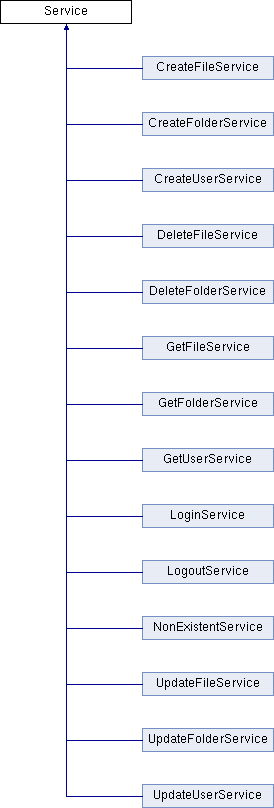 Service
CreateFileService
CreateFolderService
CreateUserService
DeleteFileService
DeleteFolderService
GetFileService
GetFolderService
GetUserService
LoginService
LogoutService
NonExistentService
UpdateFileService
UpdateFolderService
UpdateUserService